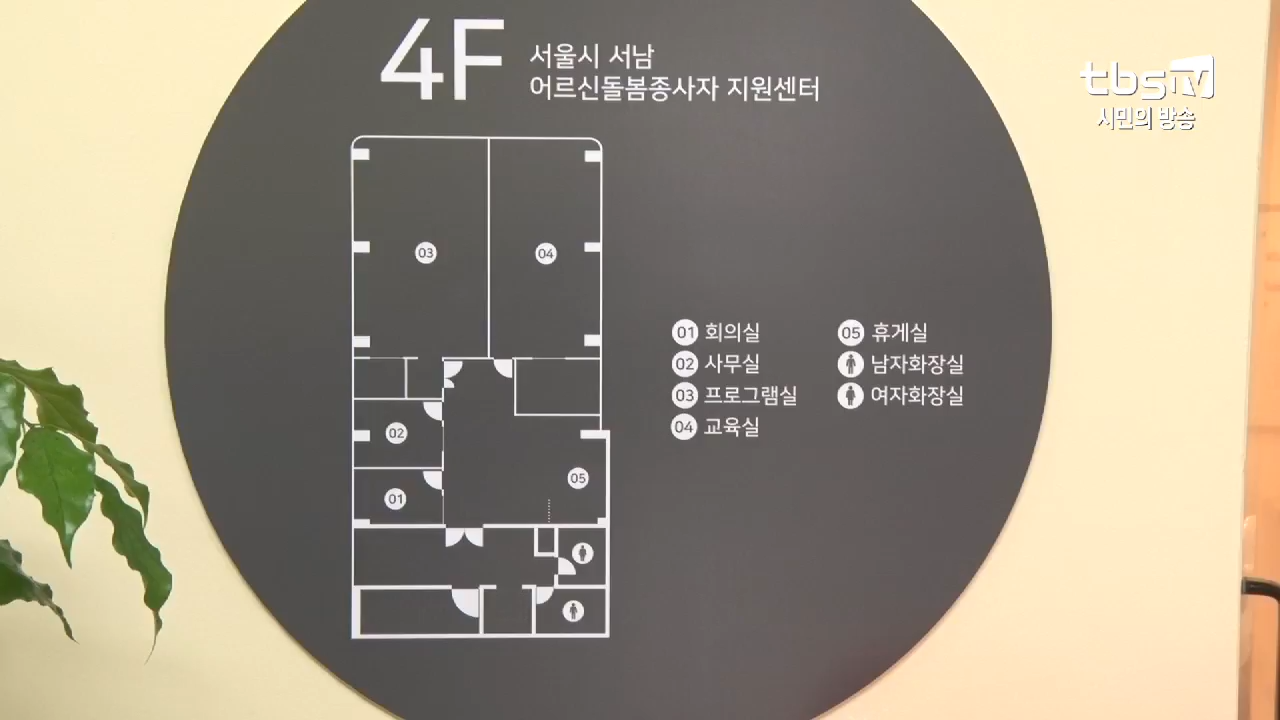 4F
서울시 서남
어르신돌봄종사자 지원센터
tbs TV
시민의 방송
03
04
02
05
01
01 회의실
02 사무실
03 프로그램실
04 교육실
05 휴게실
남자화장실
여자화장실